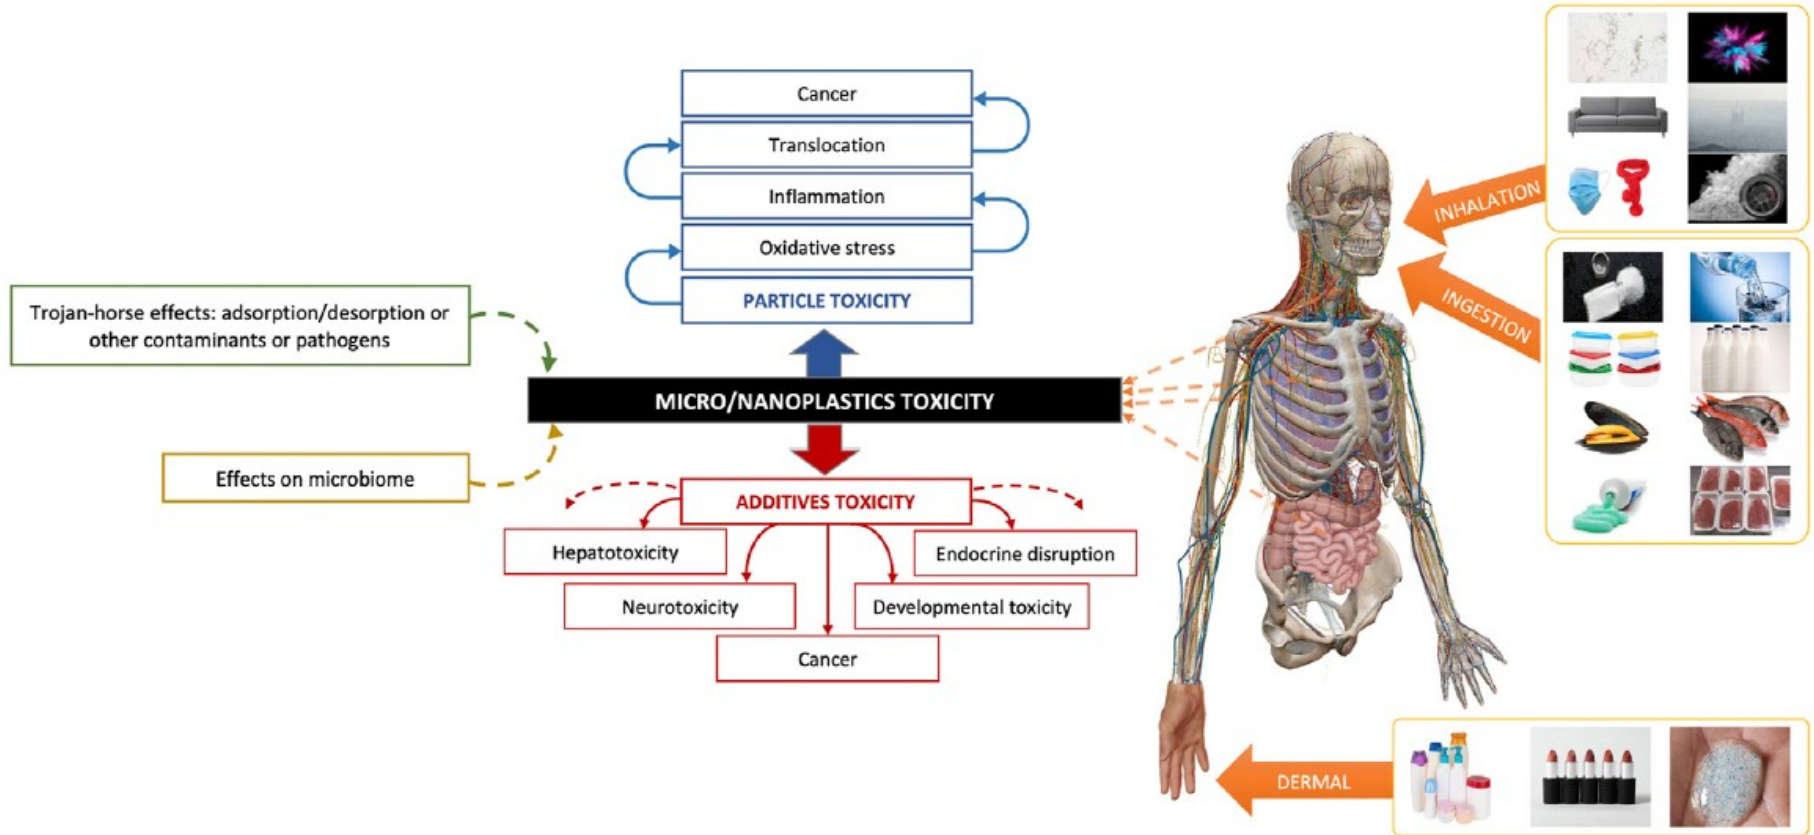 Cancer
Translocation
Inflammation
Oxidative stress
PARTICLE TOXICITY
Trojan-horse effects: adsorption/desorption or
other contaminants or pathogens
MICRO/NANOPLASTICS TOXICITY
Effects on microbiome
ADDITIVES TOXICITY
Hepatotoxicity
Endocrine disruption
Neurotoxicity
Developmental toxicity
Cancer
INHALATION
INGESTION
DERMAL